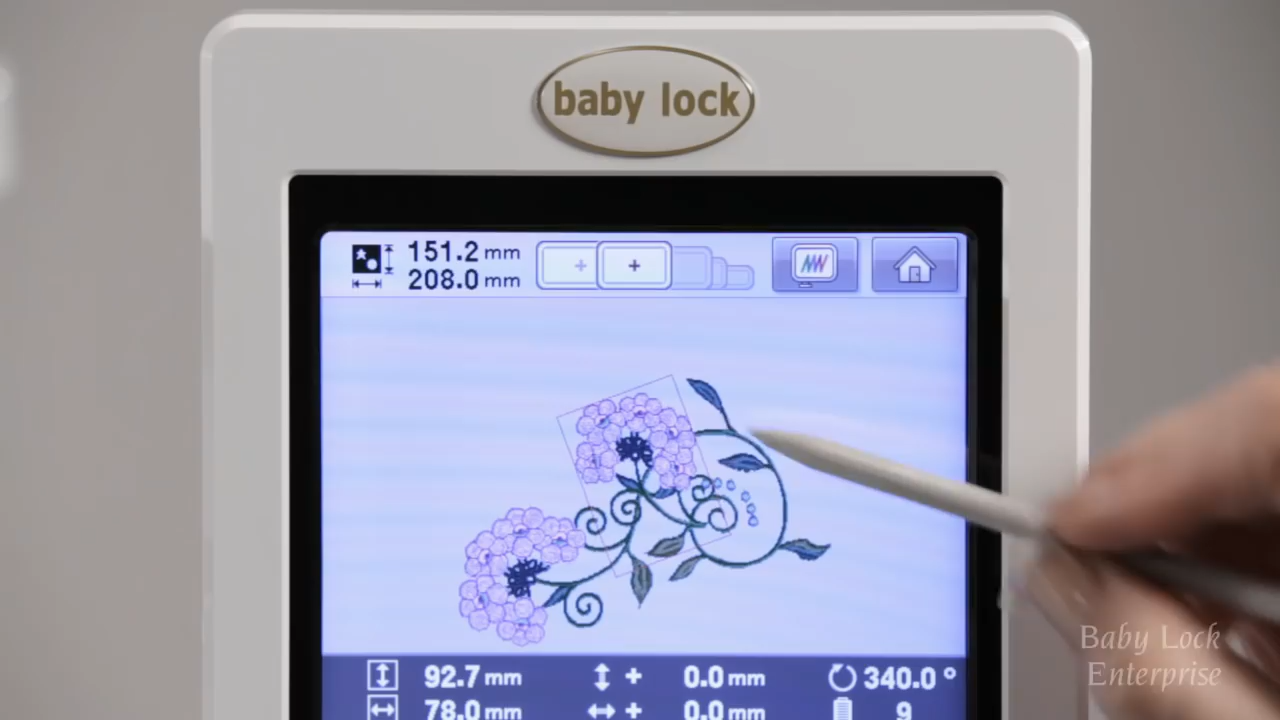 baby lock
151.2 mm
208.0 mm
92.7 mm + 0.0 mm 340.0 °
78.0 mm + 0.0 mm 9
Baby Lock
Enterprise